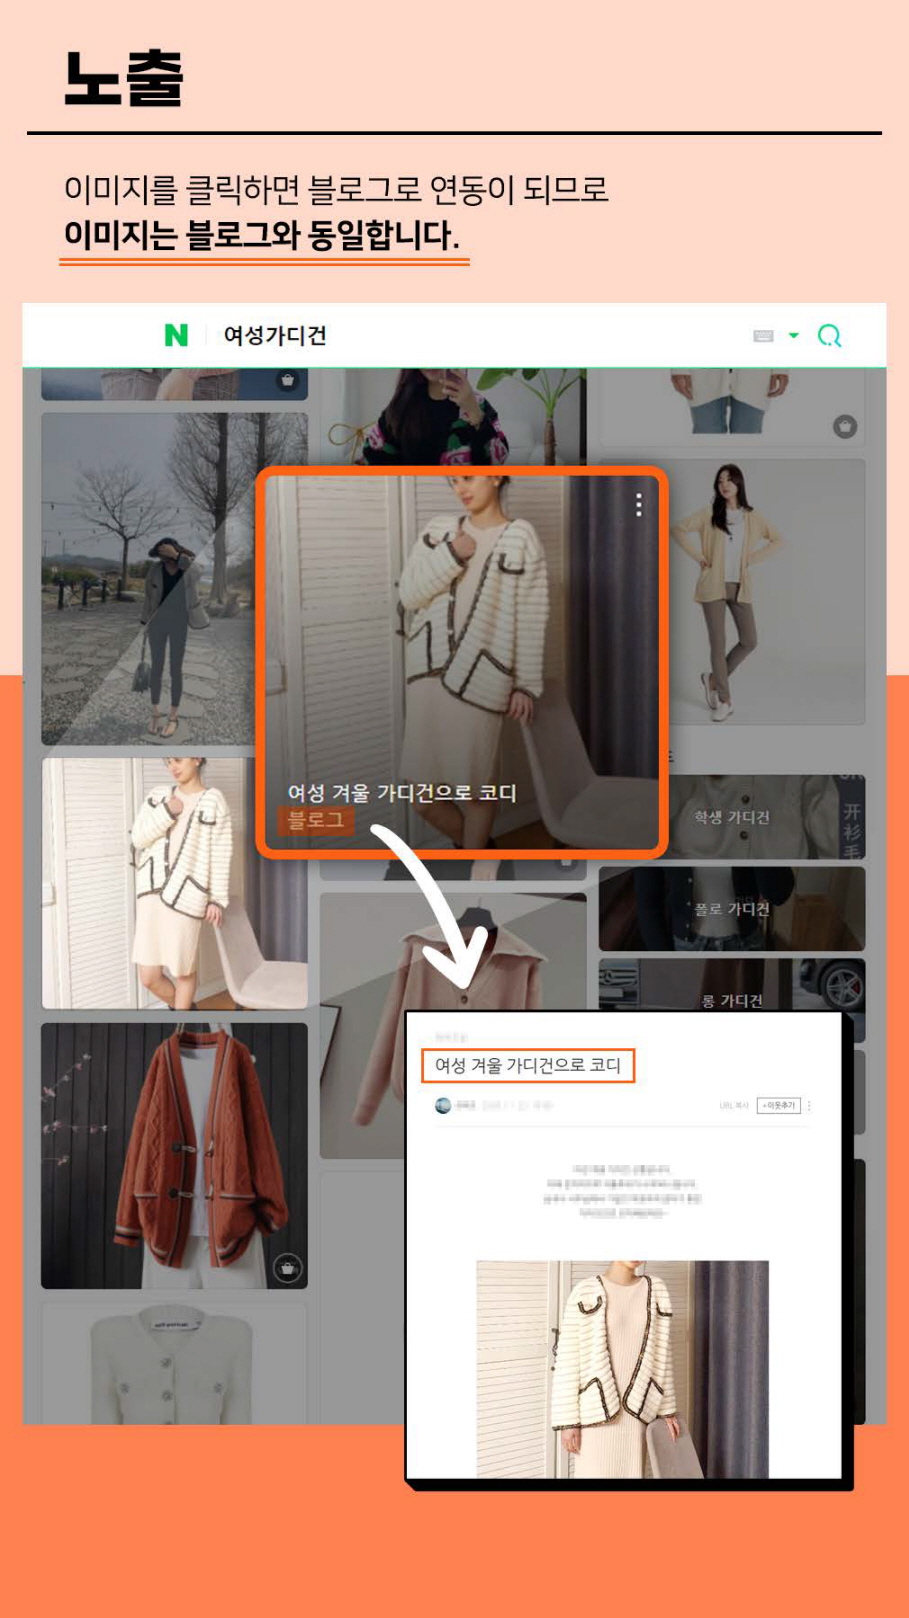 노출
이미지를 클릭하면 블로그로 연동이 되므로
이미지는 블로그와 동일합니다.
N 여성가디건
여성 겨울 가디건으로 코디
블로그
학생 가디건
开
衫
毛
폴로 가디건
롱 가디건
여성 겨울 가디건으로 코디
URL 복사 +이웃추가